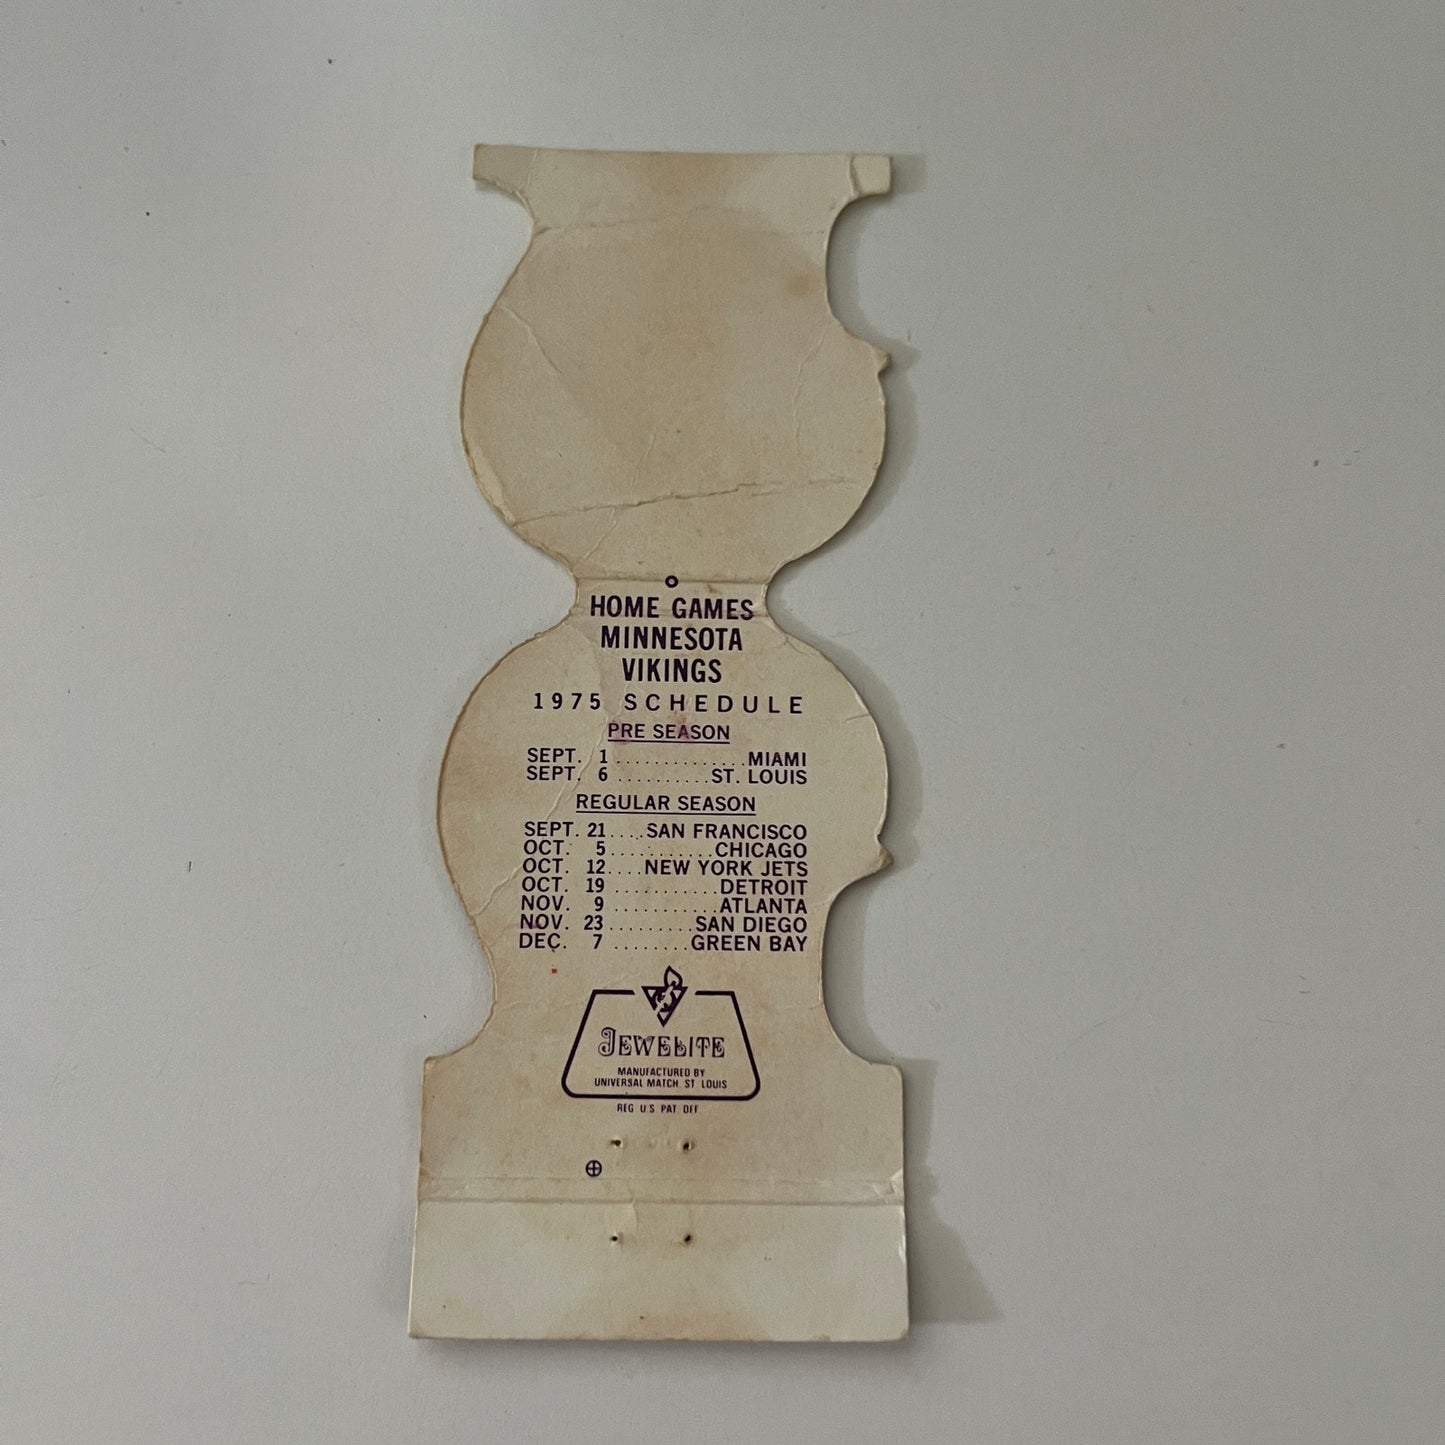 HOME GAMES
MINNESOTA
VIKINGS
1975 SCHEDULE
PRE SEASON
SEPT. 1 ..............MIAMI
SEPT. 6 ..........ST. LOUIS
REGULAR SEASON
SEPT. 21....SAN FRANCISCO
OCT. 5...........CHICAGO
OCT. 12....NEW YORK JETS
OCT. 19 ...........DETROIT
NOV. 9 ...........ATLANTA
NOV. 23.........SAN DIEGO
DEC. 7 ........GREEN BAY
JEWELITE
MANUFACTURED BY
UNIVERSAL MATCH, ST. LOUIS
REG. U.S. PAT. OFF.